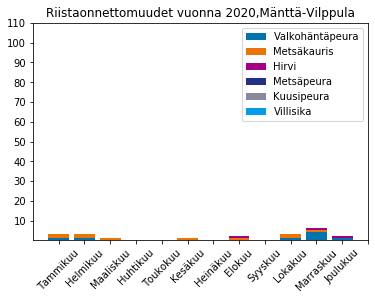 Riistaonnettomuudet vuonna 2020,Mänttä-Vilppula
110
100
90
80
70
60
50
40
30
20
10
Valkohäntäpeura
Metsäkauris
Hirvi
Metsäpeura
Kuusipeura
Villisika
Tammikuu
Helmikuu
Maaliskuu
Huhtikuu
Toukokuu
Kesäkuu
Heinäkuu
Elokuu
Syyskuu
Lokakuu
Marraskuu
Joulukuu